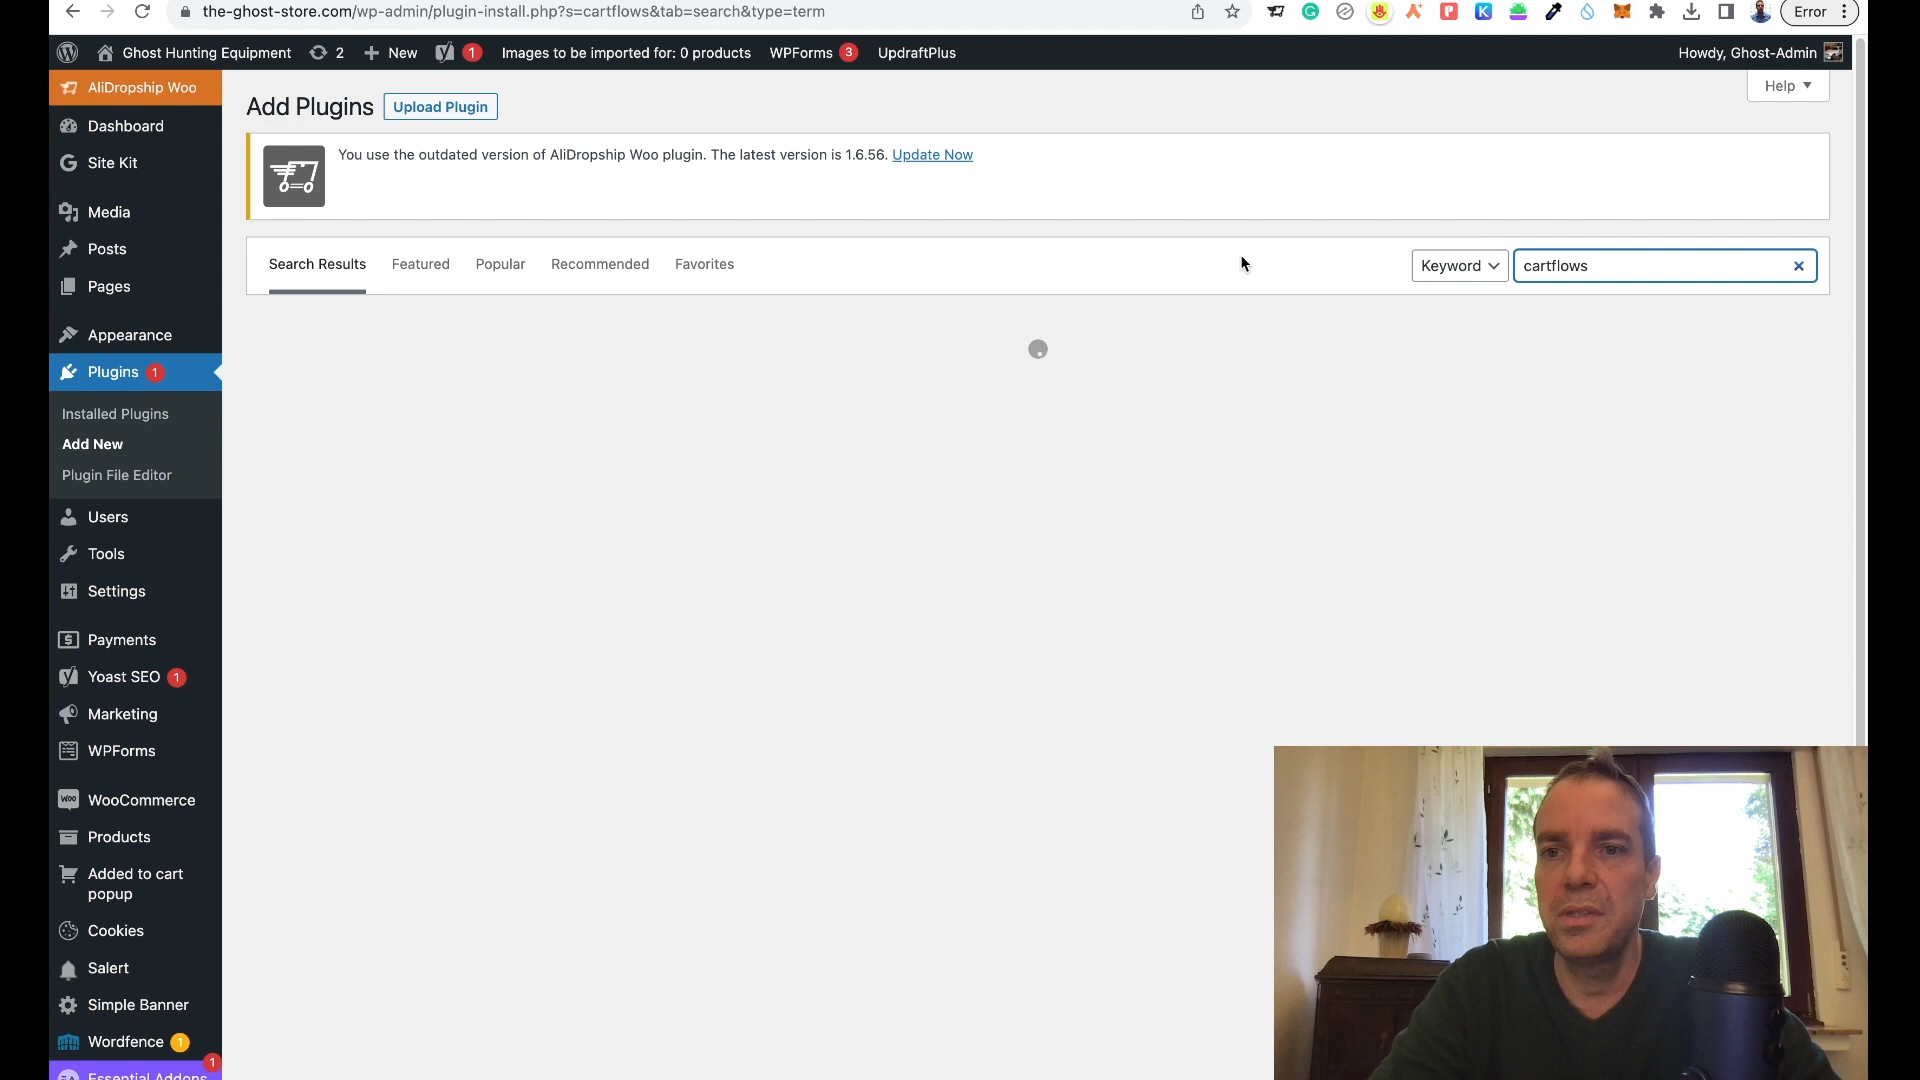 the-ghost-store.com/wp-admin/plugin-install.php?s=cartflows&tab=search&type=term
Error
Ghost Hunting Equipment
2
New
1
Images to be imported for: 0 products
WPForms 3
UpdraftPlus
Howdy, Ghost-Admin
AliDropship Woo
Dashboard
Site Kit
Media
Posts
Pages
Appearance
Plugins 1
Installed Plugins
Add New
Plugin File Editor
Users
Tools
Settings
Payments
Yoast SEO 1
Marketing
WPForms
WooCommerce
Products
Added to cart
popup
Cookies
Salert
Simple Banner
Wordfence 1
Essential Addons 1
Help
Add Plugins
Upload Plugin
You use the outdated version of AliDropship Woo plugin. The latest version is 1.6.56. Update Now
Search Results
Featured
Popular
Recommended
Favorites
Keyword
cartflows